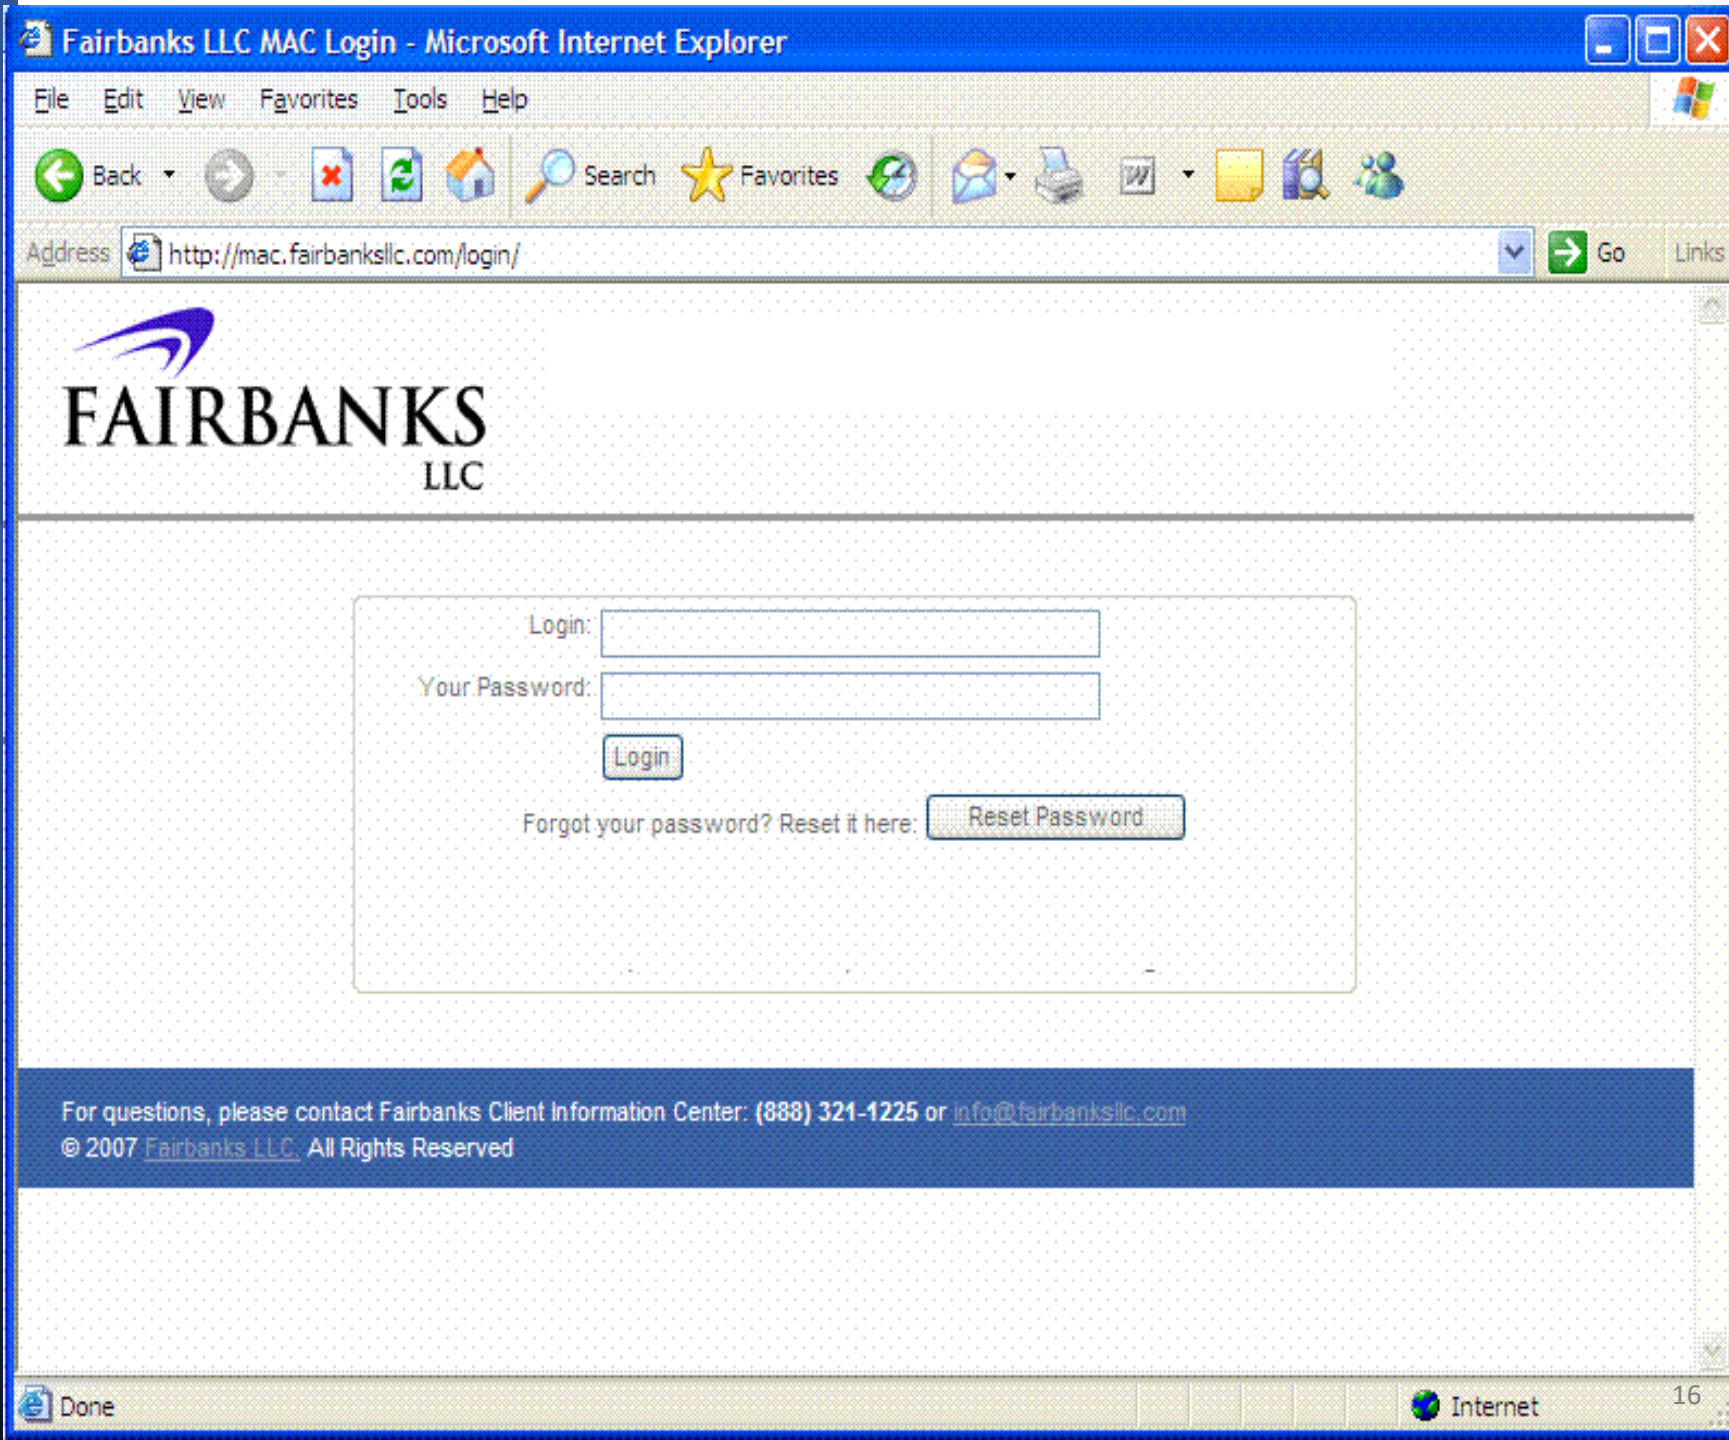 Fairbanks LLC MAC Login - Microsoft Internet Explorer
File Edit View Favorites Tools Help
Back Search Favorites W
Address http://mac.fairbanksllc.com/login/ Go Links
FAIRBANKS
LLC
Login:
Your Password:
Login
Forgot your password? Reset it here: Reset Password
For questions, please contact Fairbanks Client Information Center: (888) 321-1225 or info@fairbanksllc.com
© 2007 Fairbanks LLC. All Rights Reserved
Done Internet 16